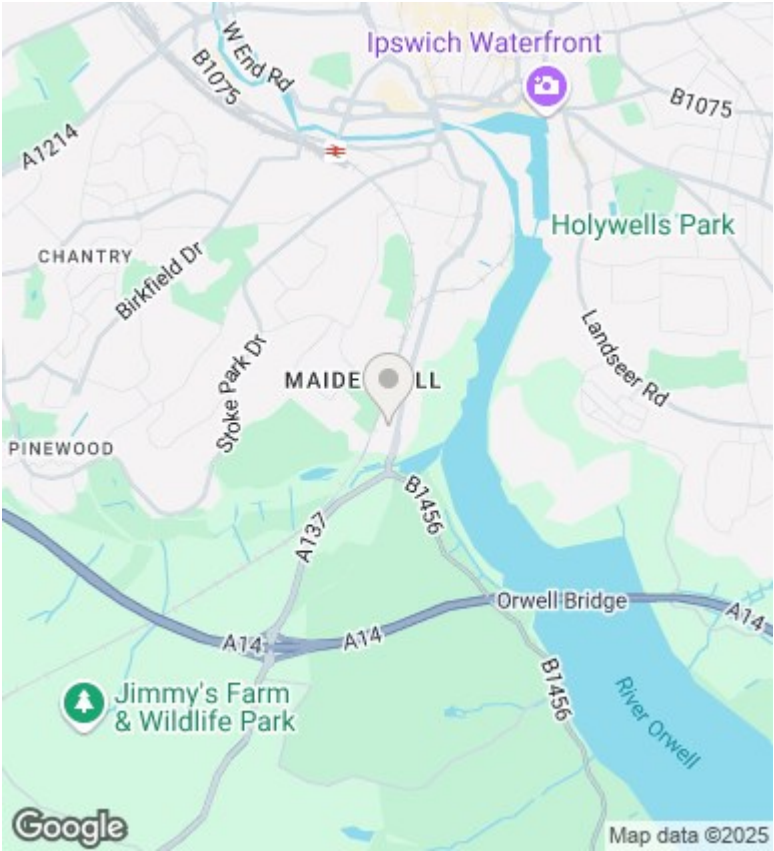 Ipswich Waterfront
W End Rd
B1075
B1075
A1214
Holywells Park
CHANTRY
Birkfield Dr
Landseer Rd
Stoke Park Dr
MAIDE LL
PINEWOOD
B1456
A137
Orwell Bridge
A14
A14
A14
B1456
Jimmy's Farm
& Wildlife Park
River Orwell
Google
Map data ©2025